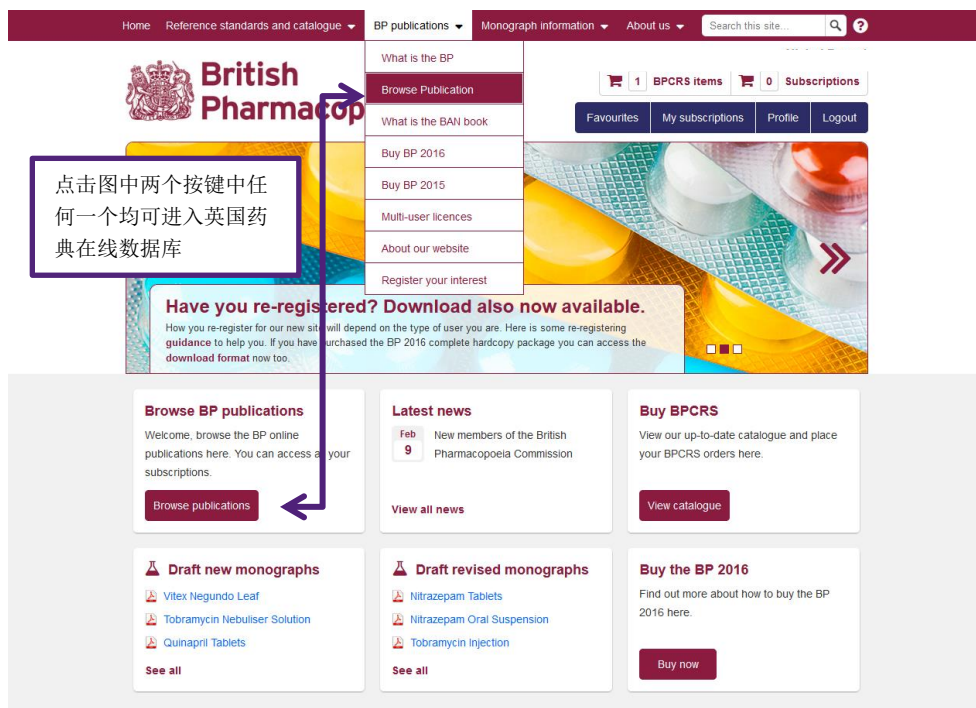 Home Reference standards and catalogue BP publications Monograph information About us Search this site... ?
What is the BP
Browse Publication
What is the BAN book
Buy BP 2016
Buy BP 2015
Multi-user licences
About our website
Register your interest
British
Pharmacop
1 BPCRS items 0 Subscriptions
Favourites My subscriptions Profile Logout
点击图中两个按键中任
何一个均可进入英国药
典在线数据库
Have you re-registered? Download also now available.
How you re-register for our new site will depend on the type of user you are. Here is some re-registering
guidance to help you. If you have purchased the BP 2016 complete hardcopy package you can access the
download format now too.
Browse BP publications
Welcome, browse the BP online
publications here. You can access all your
subscriptions.
Browse publications
Latest news
Feb
9
New members of the British
Pharmacopoeia Commission
View all news
Buy BPCRS
View our up-to-date catalogue and place
your BPCRS orders here.
View catalogue
Draft new monographs
Vitex Negundo Leaf
Tobramycin Nebuliser Solution
Quinapril Tablets
See all
Draft revised monographs
Nitrazepam Tablets
Nitrazepam Oral Suspension
Tobramycin Injection
See all
Buy the BP 2016
Find out more about how to buy the BP
2016 here.
Buy now